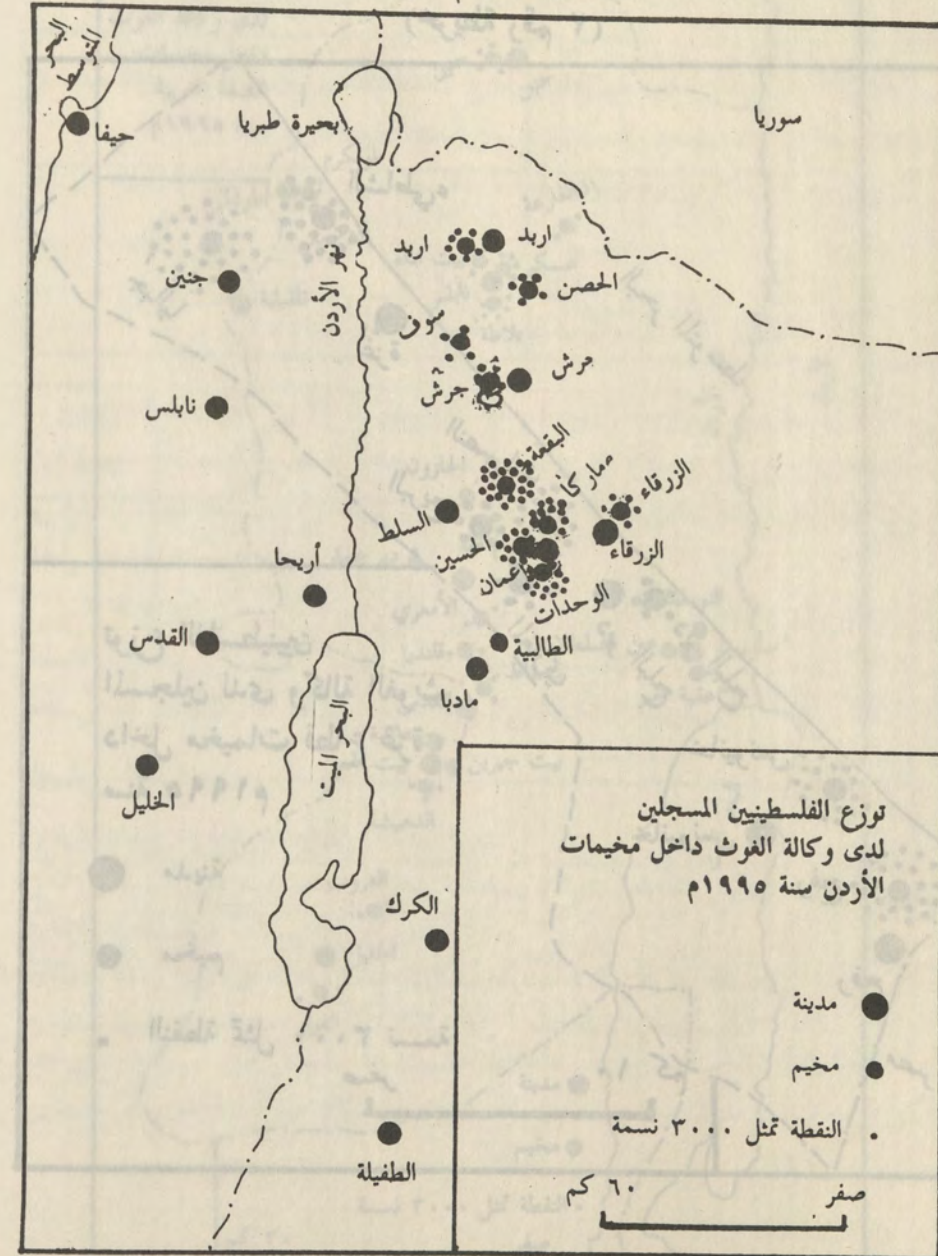 البحر
المتوسط
حيفا
بحيرة طبريا
سوريا
نهر الأردن
اربد
اربد
الحصن
جنين
سوف
جرش
جرش
نابلس
البقعة
ماركا
الزرقاء
السلط
الحسين
عمان
الزرقاء
الوحدات
أريحا
القدس
الطالبية
مادبا
البحر الميت
الخليل
الكرك
الطفيلة
توزع الفلسطينيين المسجلين
لدى وكالة الغوث داخل مخيمات
الأردن سنة ١٩٩٥م
مدينة
مخيم
النقطة تمثل ٣٠٠٠ نسمة
صفر ٦٠ كم